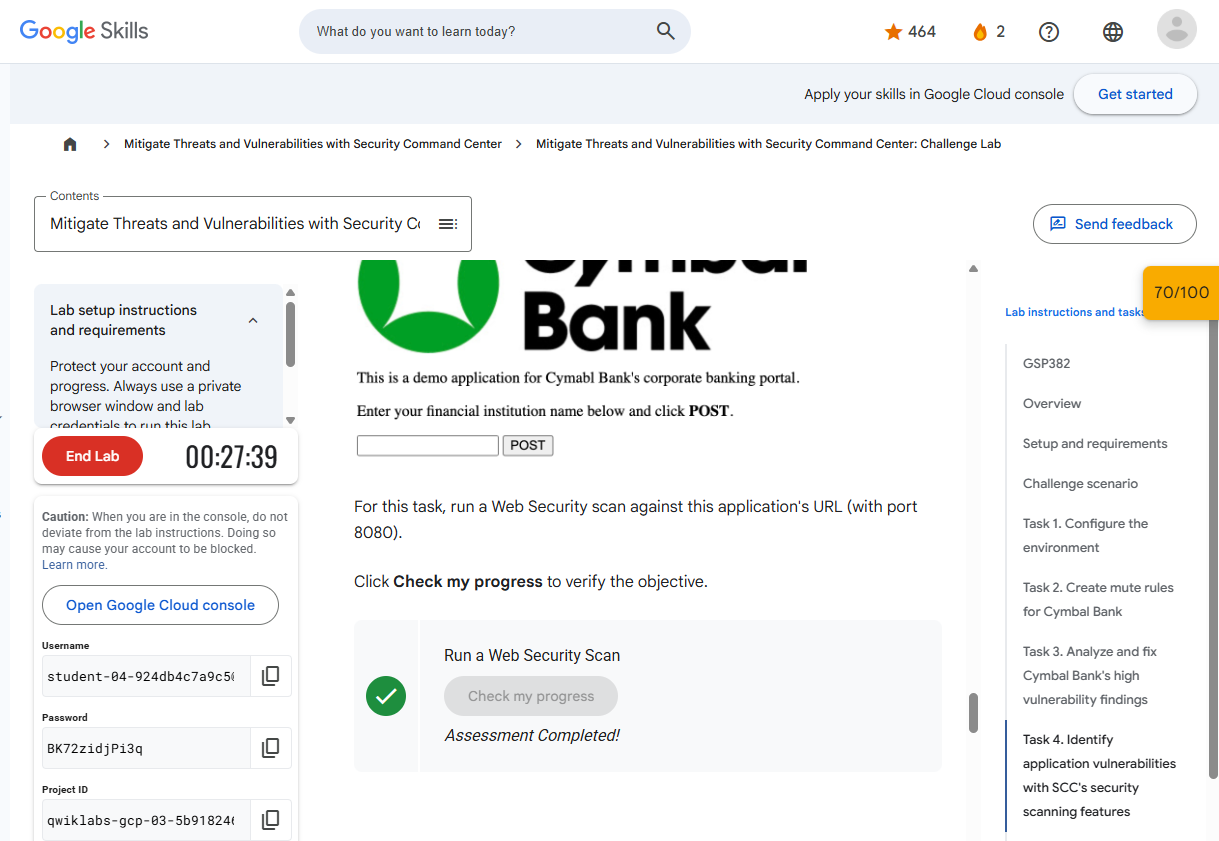 Google Skills
What do you want to learn today?
464
2
Apply your skills in Google Cloud console
Get started
Mitigate Threats and Vulnerabilities with Security Command Center
Mitigate Threats and Vulnerabilities with Security Command Center: Challenge Lab
Contents
Mitigate Threats and Vulnerabilities with Security Co
Send feedback
Lab setup instructions
and requirements
Protect your account and
progress. Always use a private
browser window and lab
credentials to run this lab
End Lab
00:27:39
Caution: When you are in the console, do not
deviate from the lab instructions. Doing so
may cause your account to be blocked.
Learn more.
Open Google Cloud console
Username
student-04-924db4c7a9c50
Password
BK72zidjPi3q
Project ID
qwiklabs-gcp-03-5b918246
Cymbal
Bank
This is a demo application for Cymabl Bank's corporate banking portal.
Enter your financial institution name below and click POST.
POST
For this task, run a Web Security scan against this application's URL (with port
8080).
Click Check my progress to verify the objective.
Run a Web Security Scan
Check my progress
Assessment Completed!
70/100
Lab instructions and tasks
GSP382
Overview
Setup and requirements
Challenge scenario
Task 1. Configure the
environment
Task 2. Create mute rules
for Cymbal Bank
Task 3. Analyze and fix
Cymbal Bank's high
vulnerability findings
Task 4. Identify
application vulnerabilities
with SCC's security
scanning features